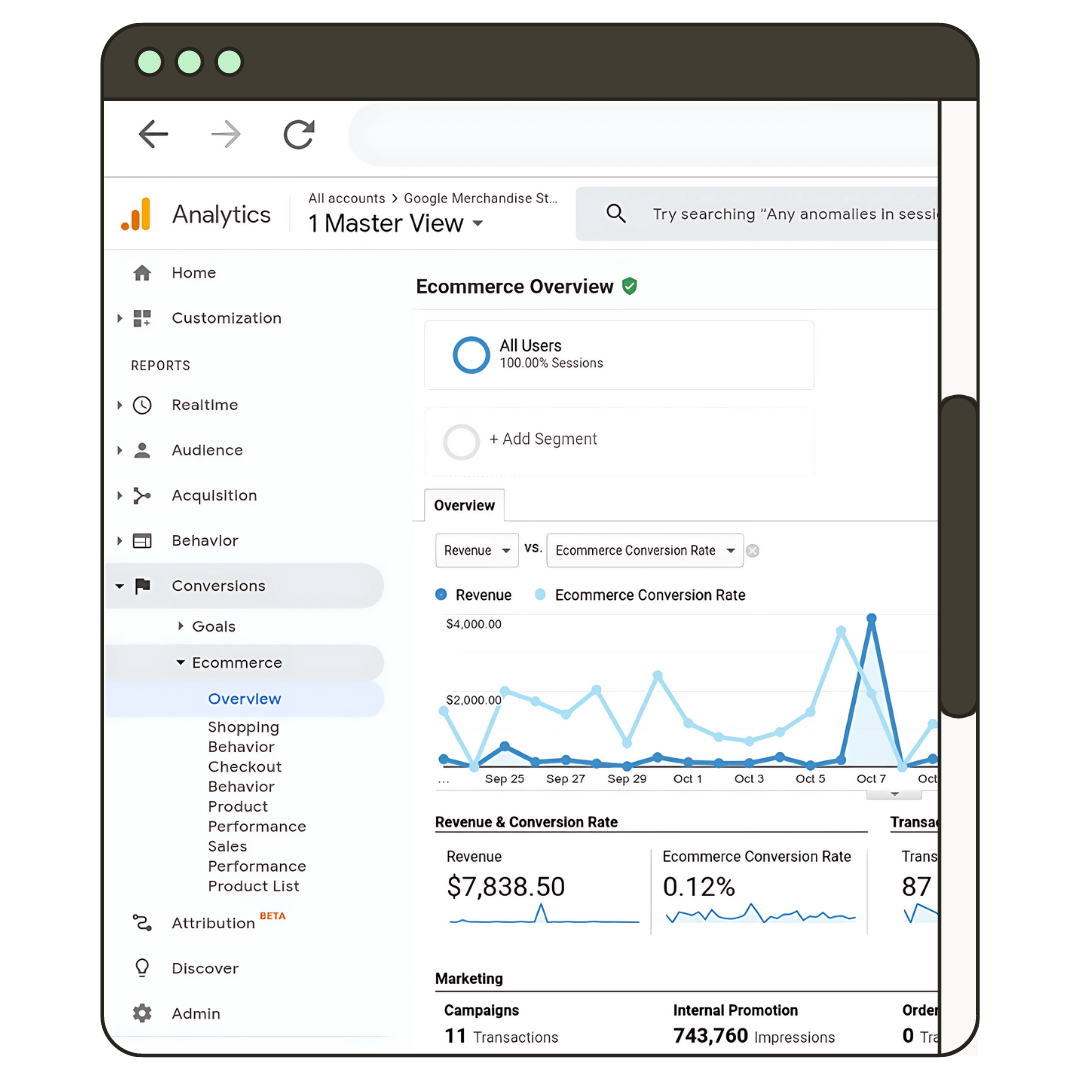 Analytics
All accounts > Google Merchandise St...
1 Master View
Try searching “Any anomalies in sessi
Home
Customization
REPORTS
Realtime
Audience
Acquisition
Behavior
Conversions
Goals
Ecommerce
Overview
Shopping
Behavior
Checkout
Behavior
Product
Performance
Sales
Performance
Product List
Attribution BETA
Discover
Admin
Ecommerce Overview
All Users
100.00% Sessions
+ Add Segment
Overview
Revenue
VS.
Ecommerce Conversion Rate
Revenue
Ecommerce Conversion Rate
$4,000.00
$2,000.00
...
Sep 25
Sep 27
Sep 29
Oct 1
Oct 3
Oct 5
Oct 7
Oct
Revenue & Conversion Rate
Revenue
$7,838.50
Ecommerce Conversion Rate
0.12%
Transa
Trans
87
Marketing
Campaigns
11 Transactions
Internal Promotion
743,760 Impressions
Order
0 Tra